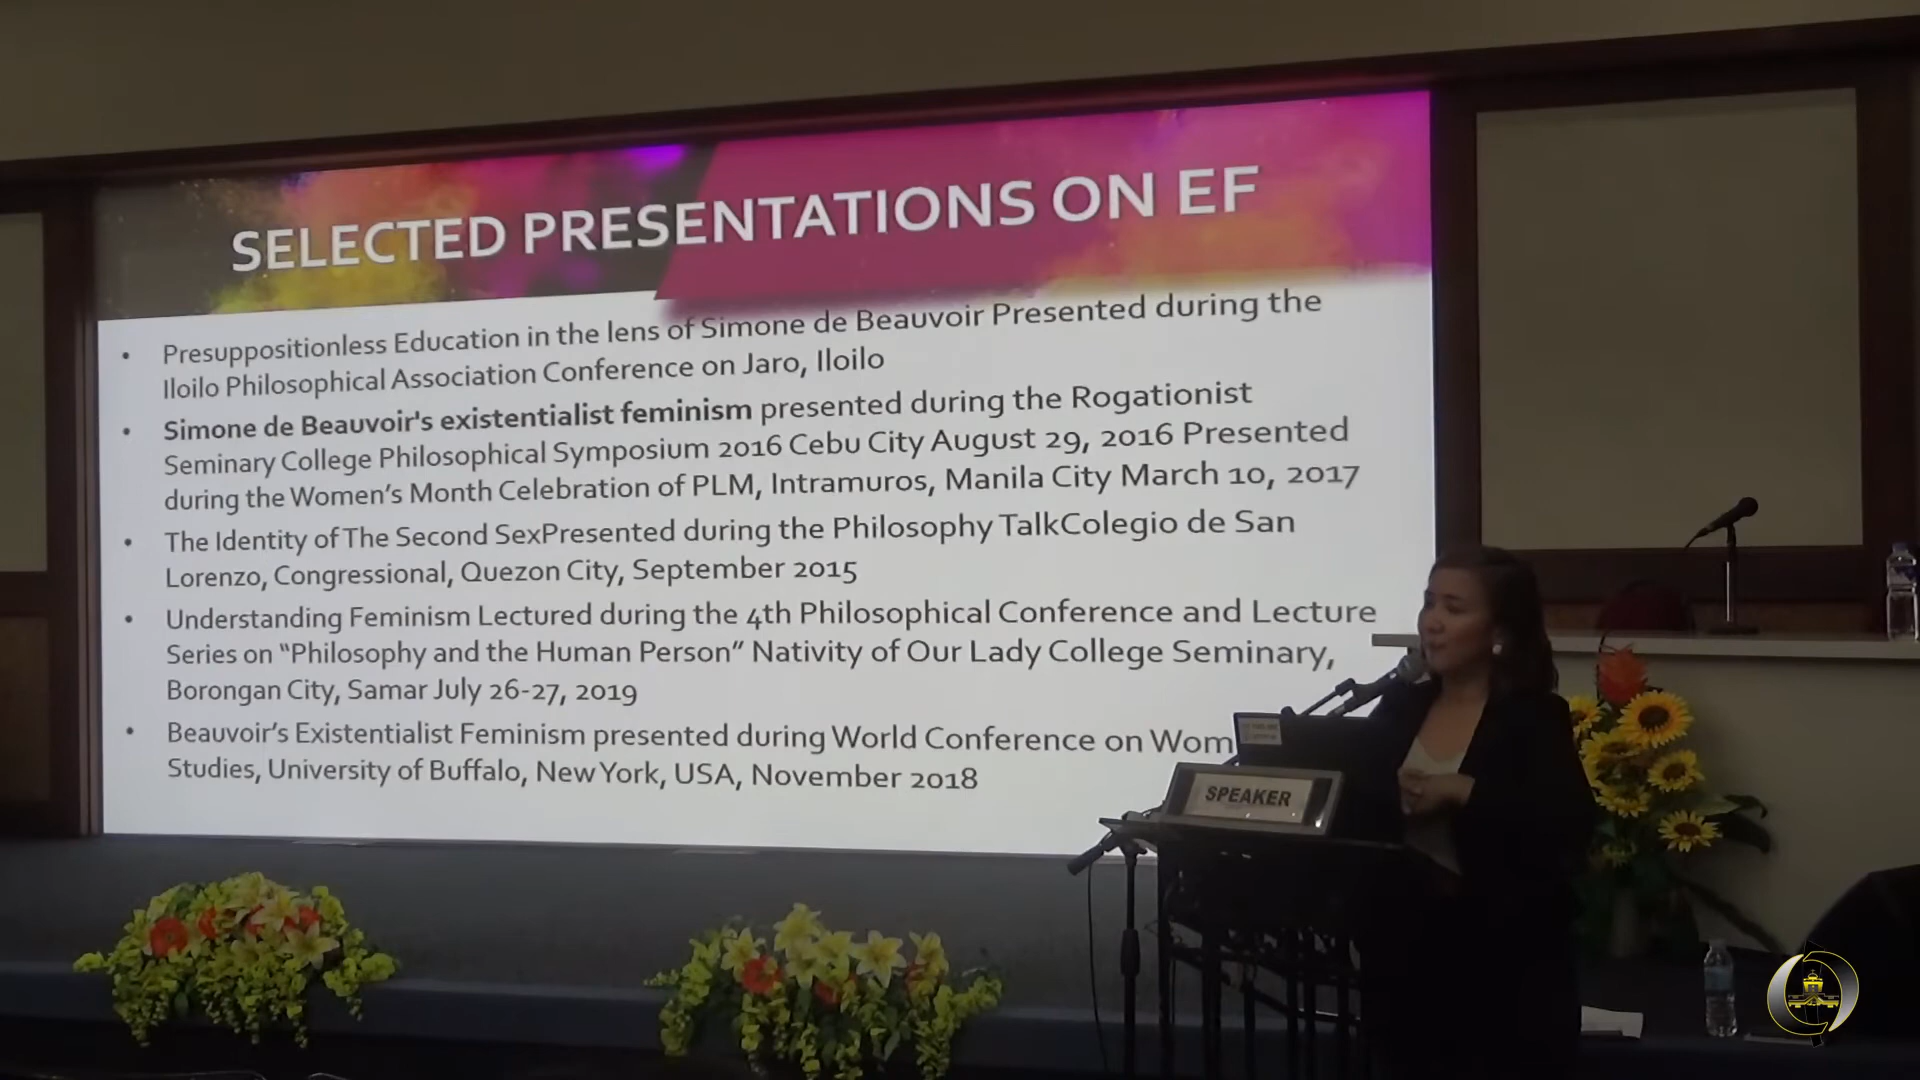 SELECTED PRESENTATIONS ON EF
• Presuppositionless Education in the lens of Simone de Beauvoir Presented during the
Iloilo Philosophical Association Conference on Jaro, Iloilo
• Simone de Beauvoir's existentialist feminism presented during the Rogationist
Seminary College Philosophical Symposium 2016 Cebu City August 29, 2016 Presented
during the Women’s Month Celebration of PLM, Intramuros, Manila City March 10, 2017
• The Identity of The Second SexPresented during the Philosophy TalkColegio de San
Lorenzo, Congressional, Quezon City, September 2015
• Understanding Feminism Lectured during the 4th Philosophical Conference and Lecture
Series on “Philosophy and the Human Person” Nativity of Our Lady College Seminary,
Borongan City, Samar July 26-27, 2019
• Beauvoir’s Existentialist Feminism presented during World Conference on Wom
Studies, University of Buffalo, New York, USA, November 2018
SPEAKER